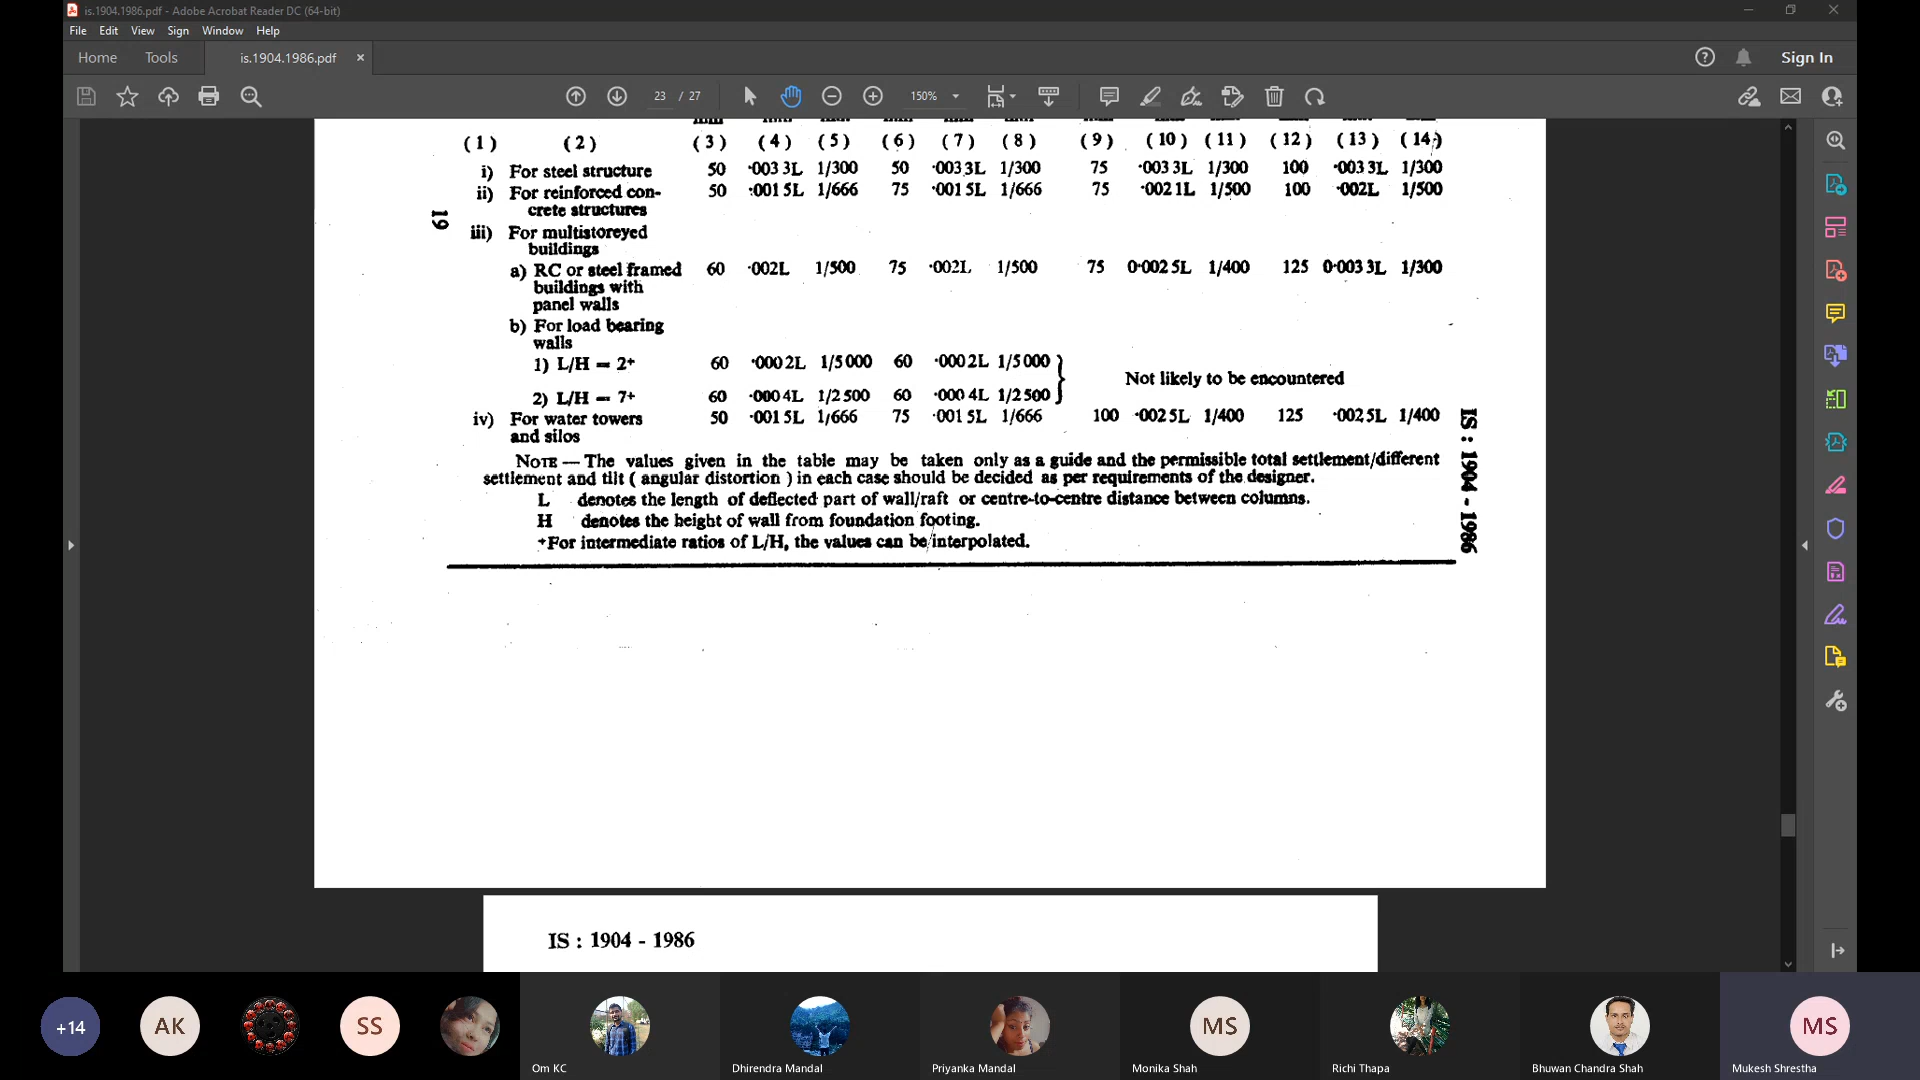 is.1904.1986.pdf - Adobe Acrobat Reader DC (64-bit)
File Edit View Sign Window Help
Home Tools is.1904.1986.pdf × Sign In
23 / 27 150%
(1) (2) (3) (4) (5) (6) (7) (8) (9) (10) (11) (12) (13) (14)
i) For steel structure 50 ·003 3L 1/300 50 ·003 3L 1/300 75 ·003 3L 1/300 100 ·003 3L 1/300
ii) For reinforced con- 50 ·001 5L 1/666 75 ·001 5L 1/666 75 ·002 1L 1/500 100 ·002L 1/500
crete structures
19
iii) For multistoreyed
buildings
a) RC or steel framed 60 ·002L 1/500 75 ·002L 1/500 75 0·002 5L 1/400 125 0·003 3L 1/300
buildings with
panel walls
b) For load bearing
walls
1) L/H = 2+ 60 ·000 2L 1/5 000 60 ·000 2L 1/5 000
Not likely to be encountered
2) L/H = 7+ 60 ·000 4L 1/2 500 60 ·000 4L 1/2 500
iv) For water towers 50 ·001 5L 1/666 75 ·001 5L 1/666 100 ·002 5L 1/400 125 ·002 5L 1/400
and silos
IS : 1904 - 1986
NOTE — The values given in the table may be taken only as a guide and the permissible total settlement/different
settlement and tilt ( angular distortion ) in each case should be decided as per requirements of the designer.
L denotes the length of deflected part of wall/raft or centre-to-centre distance between columns.
H denotes the height of wall from foundation footing.
+For intermediate ratios of L/H, the values can be interpolated.
IS : 1904 - 1986
+14 AK SS MS MS
Om KC Dhirendra Mandal Priyanka Mandal Monika Shah Richi Thapa Bhuwan Chandra Shah Mukesh Shrestha